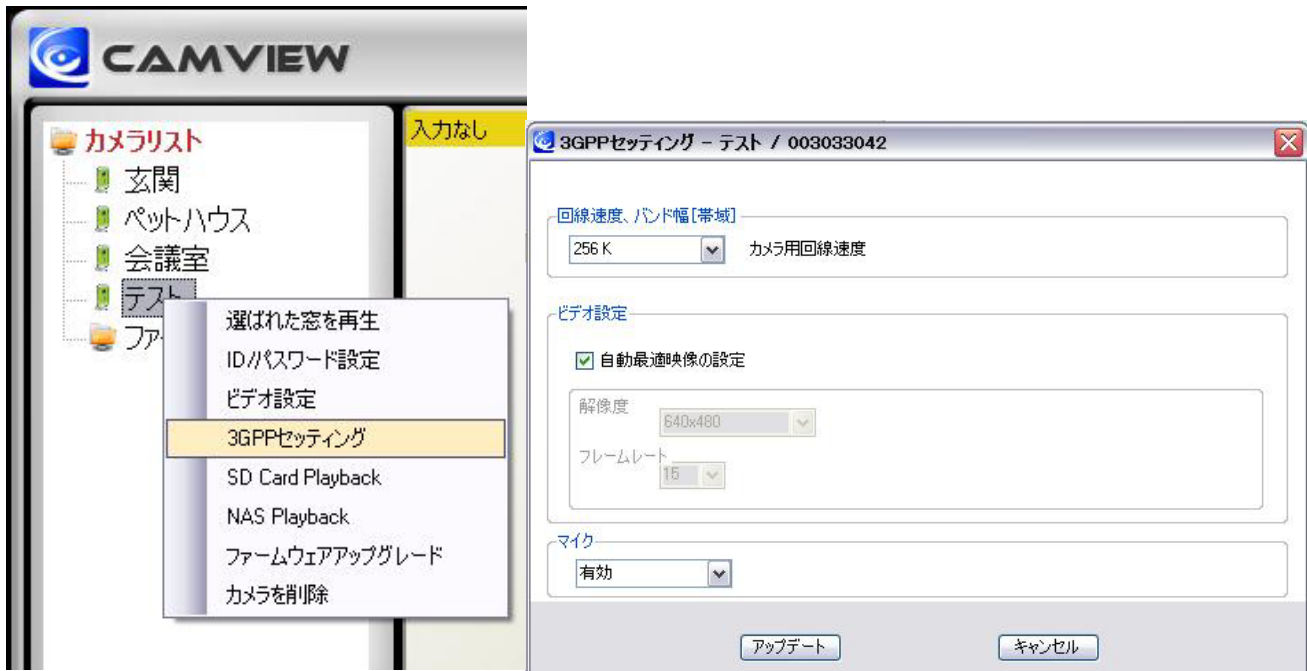 CAMVIEW
カメラリスト
玄関
ペットハウス
会議室
テスト
ファ
入力なし
選ばれた窓を再生
ID/パスワード設定
ビデオ設定
3GPPセッティング
SD Card Playback
NAS Playback
ファームウェアアップグレード
カメラを削除
3GPPセッティング - テスト / 003033042
回線速度、バンド幅[帯域]
256 K カメラ用回線速度
ビデオ設定
自動最適映像の設定
解像度
640x480
フレームレート
15
マイク
有効
アップデート キャンセル